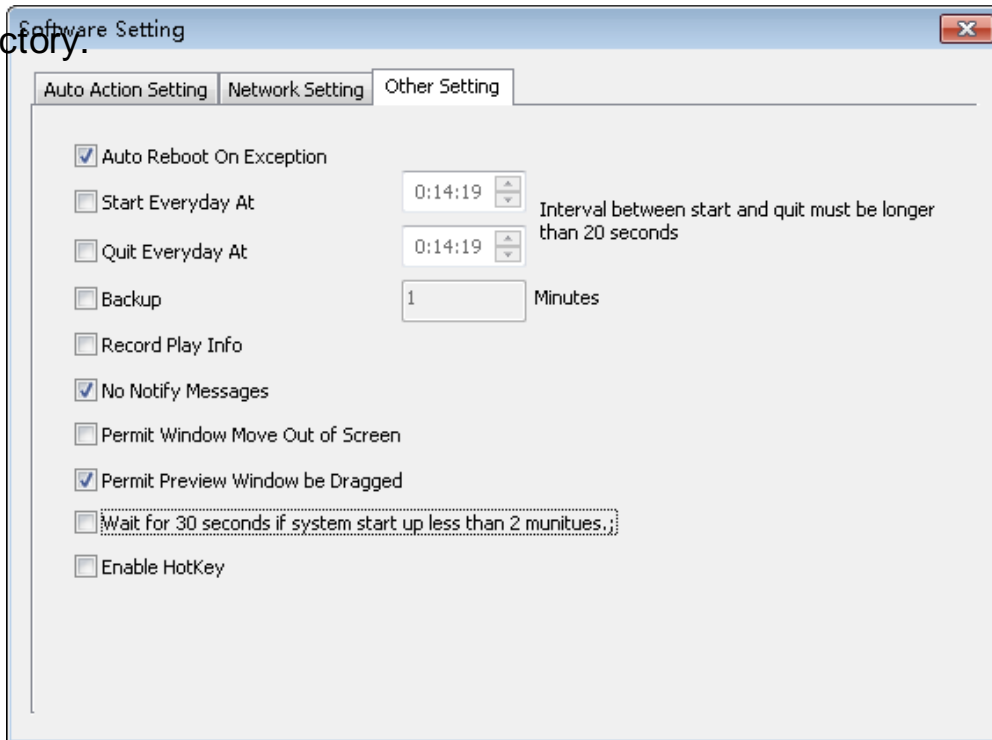 Software Setting
ctory.
Auto Action Setting
Network Setting
Other Setting
Auto Reboot On Exception
Start Everyday At
0:14:19
Interval between start and quit must be longer
than 20 seconds
Quit Everyday At
0:14:19
Backup
1
Minutes
Record Play Info
No Notify Messages
Permit Window Move Out of Screen
Permit Preview Window be Dragged
Wait for 30 seconds if system start up less than 2 munitues.;
Enable HotKey